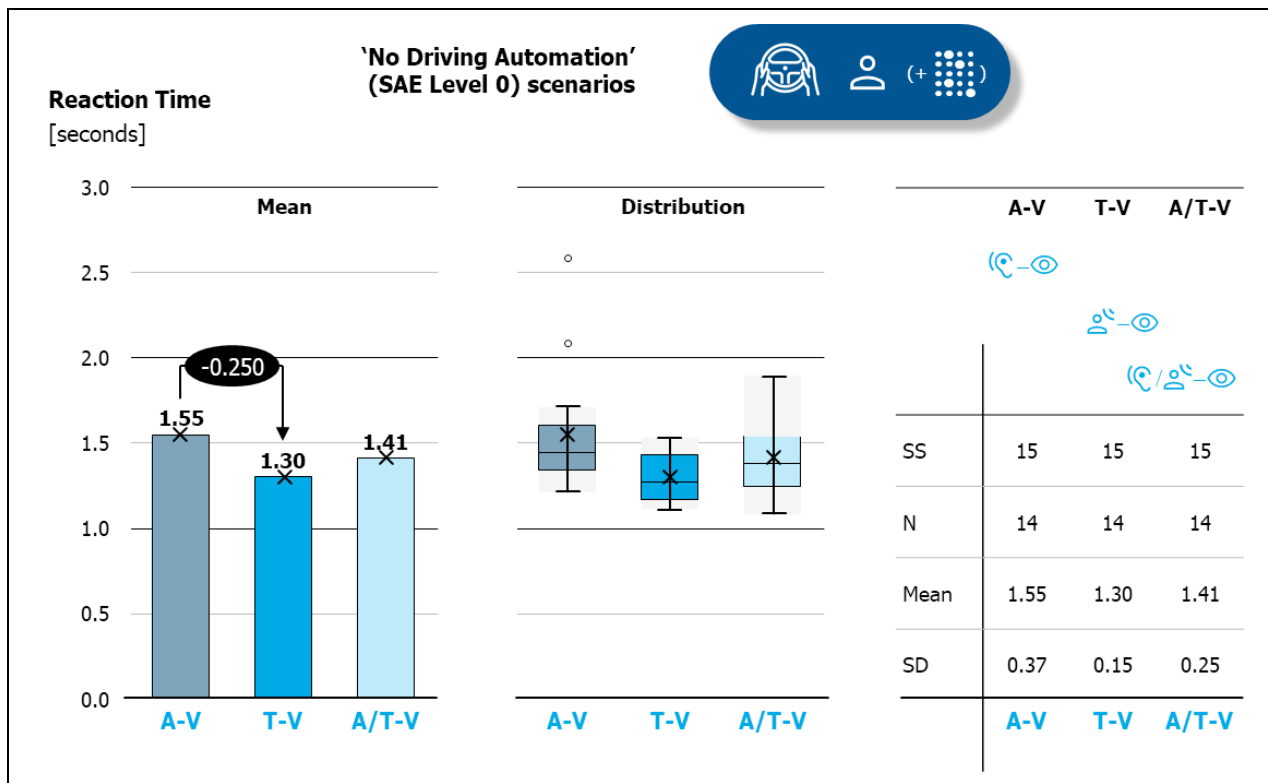 ‘No Driving Automation’
(SAE Level 0) scenarios
(+ )
Reaction Time
[seconds]
3.0
2.5
2.0
1.5
1.0
0.5
0.0
Mean
-0.250
1.55
1.30
1.41
A-V T-V A/T-V
Distribution
A-V T-V A/T-V
A-V T-V A/T-V
–
–
/ –
SS 15 15 15
N 14 14 14
Mean 1.55 1.30 1.41
SD 0.37 0.15 0.25
A-V T-V A/T-V